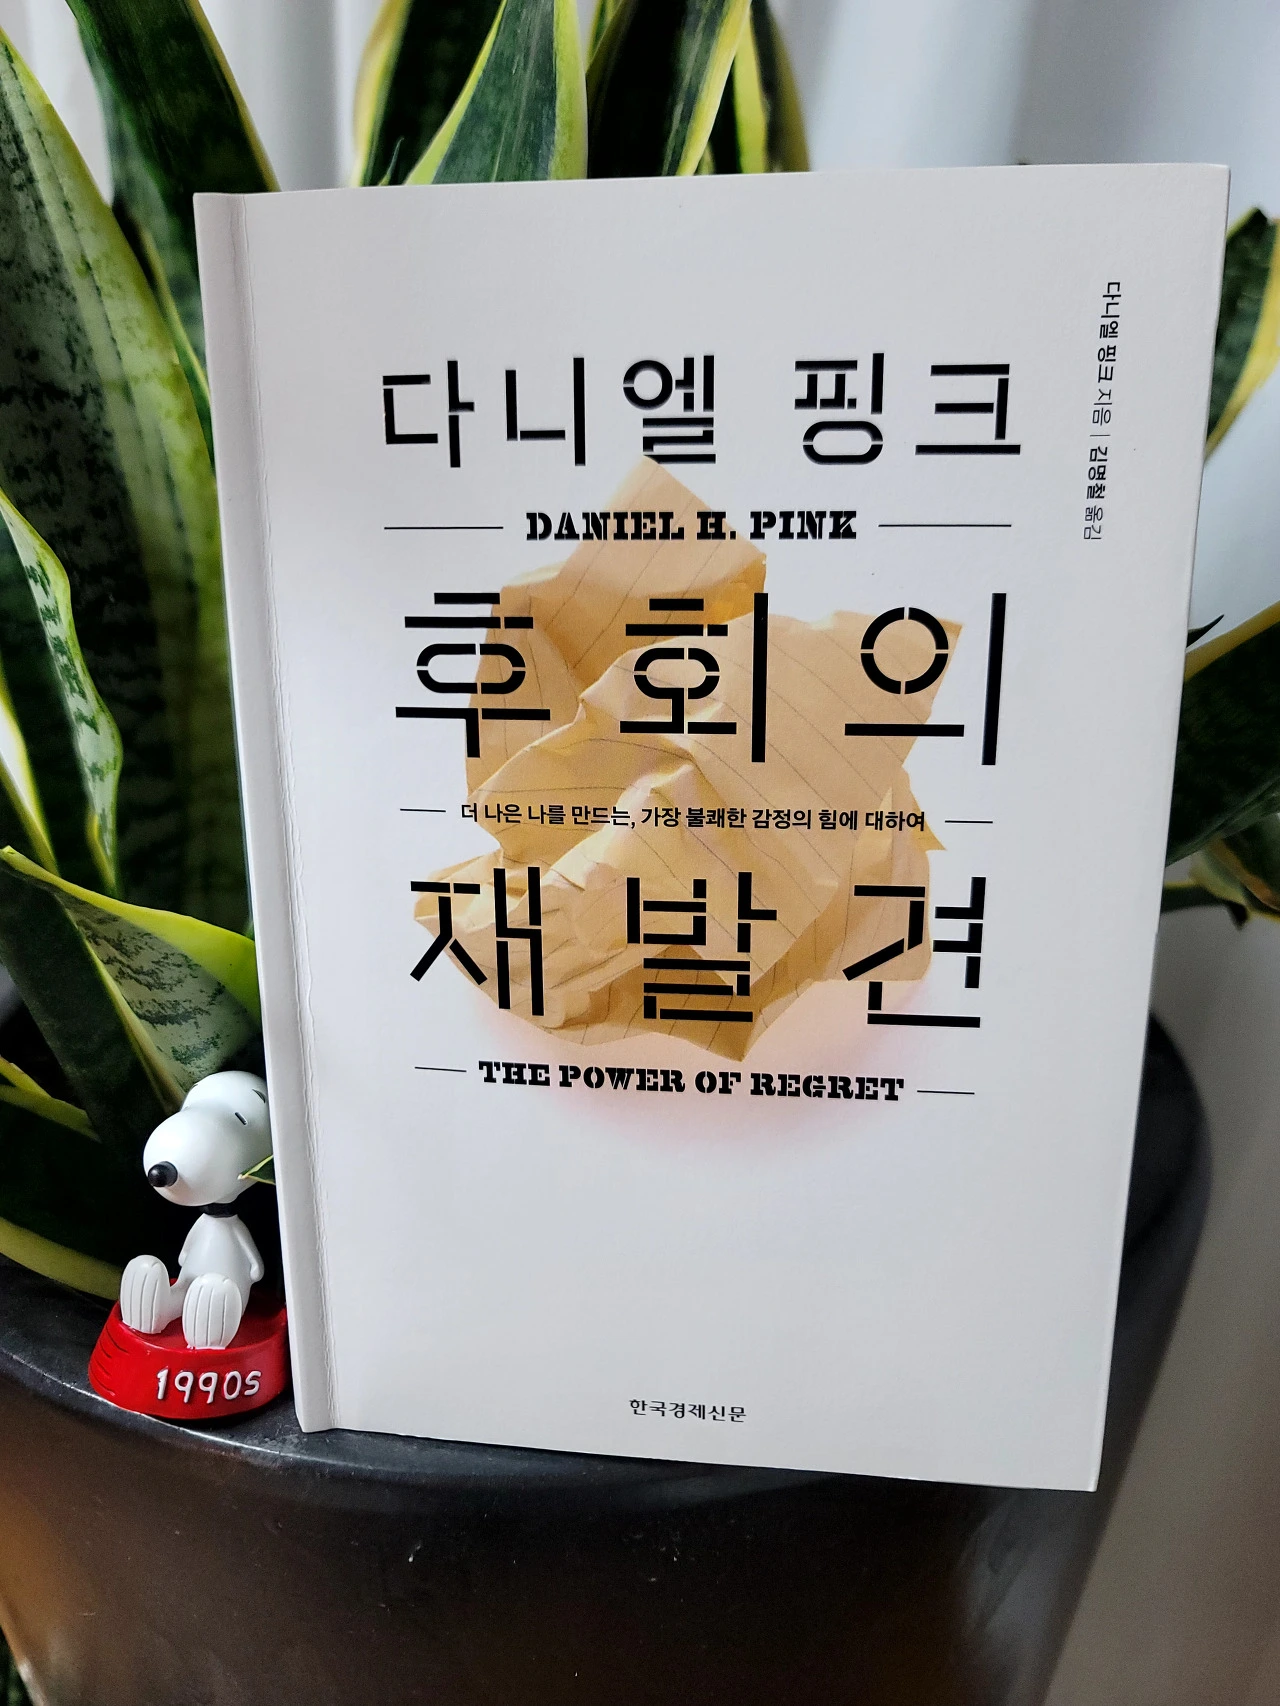 다니엘 핑크
DANIEL H. PINK
후회의
더 나은 나를 만드는, 가장 불쾌한 감정의 힘에 대하여
재발견
THE POWER OF REGRET
한국경제신문
다니엘 핑크 지음 | 김명철 옮김
1990s